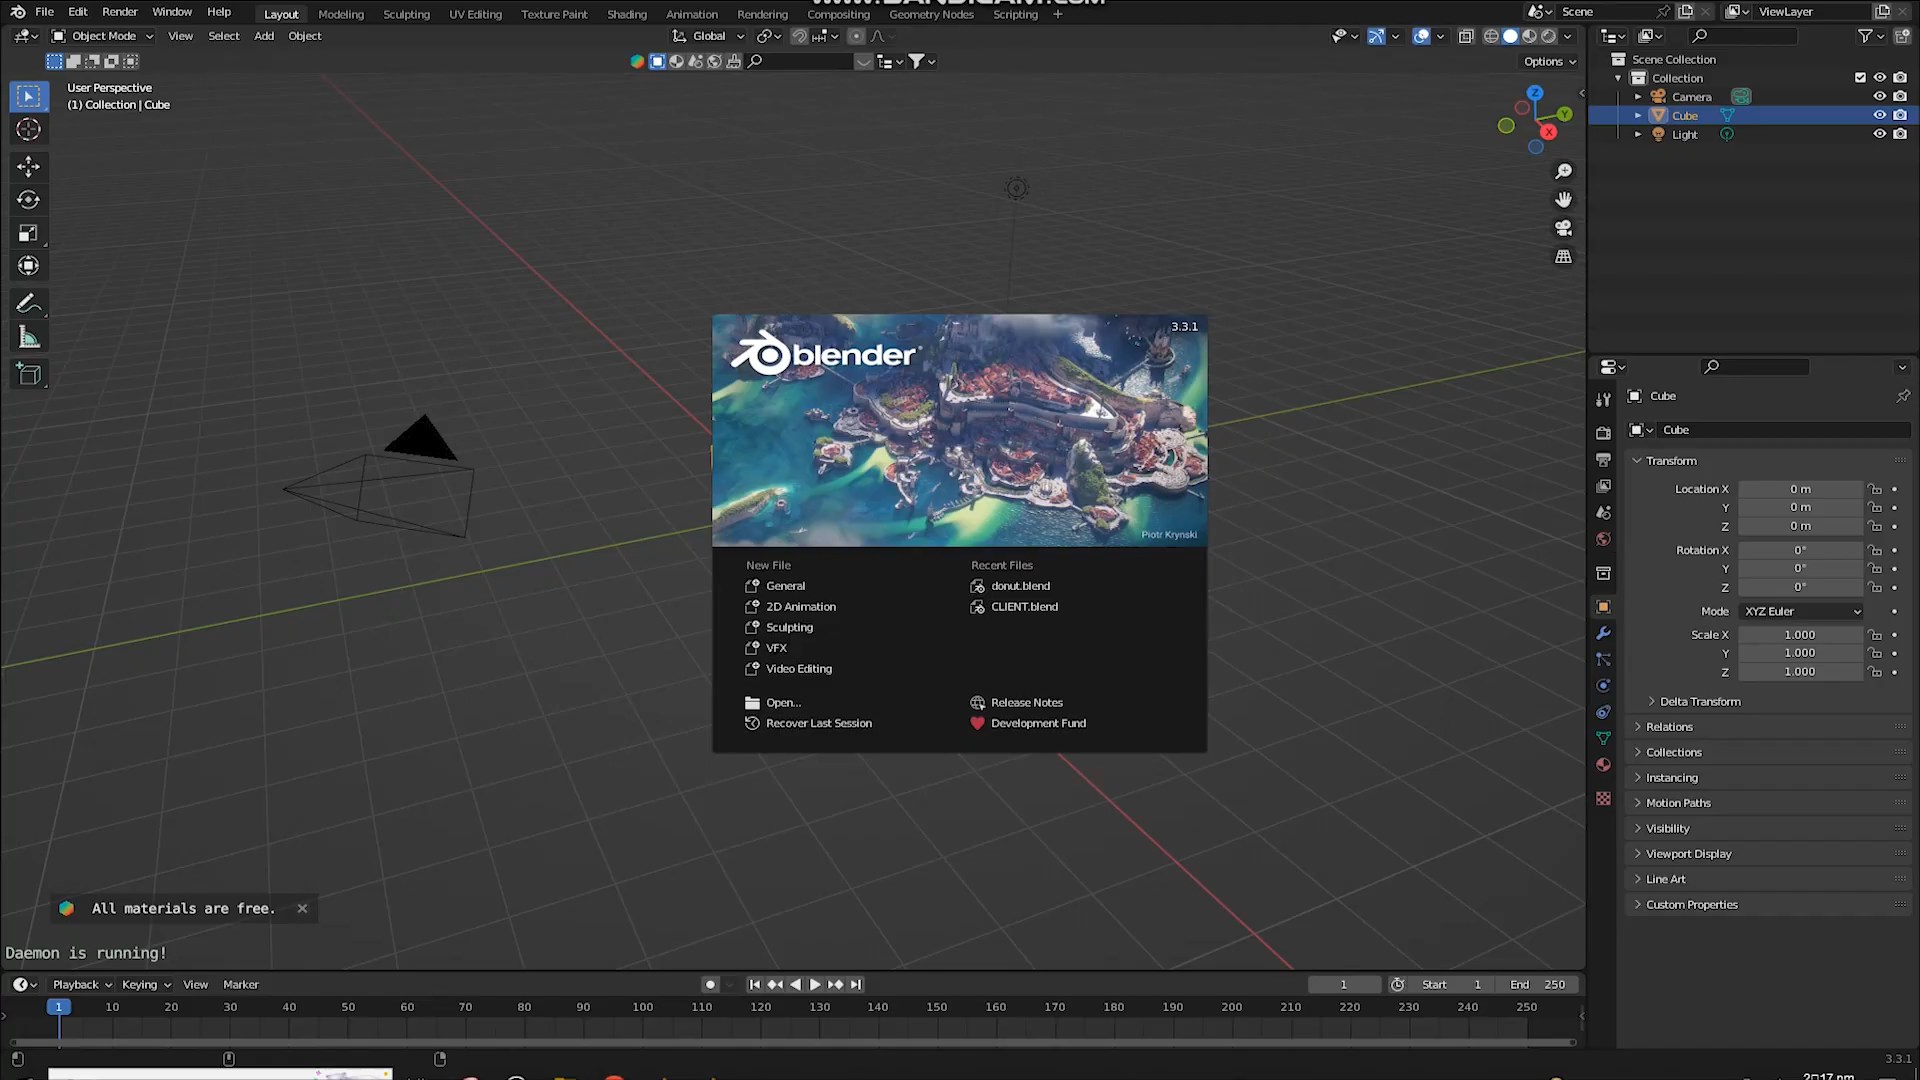 www.BANDICAM.COM
File Edit Render Window Help Layout Modeling Sculpting UV Editing Texture Paint Shading Animation Rendering Compositing Geometry Nodes Scripting + Scene ViewLayer
Object Mode View Select Add Object Global
Options
User Perspective
(1) Collection | Cube
Z
Y
X
Scene Collection
Collection
Camera
Cube
Light
blender
3.3.1
Piotr Krynski
New File
General
2D Animation
Sculpting
VFX
Video Editing
Open...
Recover Last Session
Recent Files
donut.blend
CLIENT.blend
Release Notes
Development Fund
Cube
Cube
Transform
Location X 0 m
Y 0 m
Z 0 m
Rotation X 0°
Y 0°
Z 0°
Mode XYZ Euler
Scale X 1.000
Y 1.000
Z 1.000
Delta Transform
Relations
Collections
Instancing
Motion Paths
Visibility
Viewport Display
Line Art
Custom Properties
All materials are free.
Daemon is running!
Playback Keying View Marker 1 Start 1 End 250
1 10 20 30 40 50 60 70 80 90 100 110 120 130 140 150 160 170 180 190 200 210 220 230 240 250
3.3.1